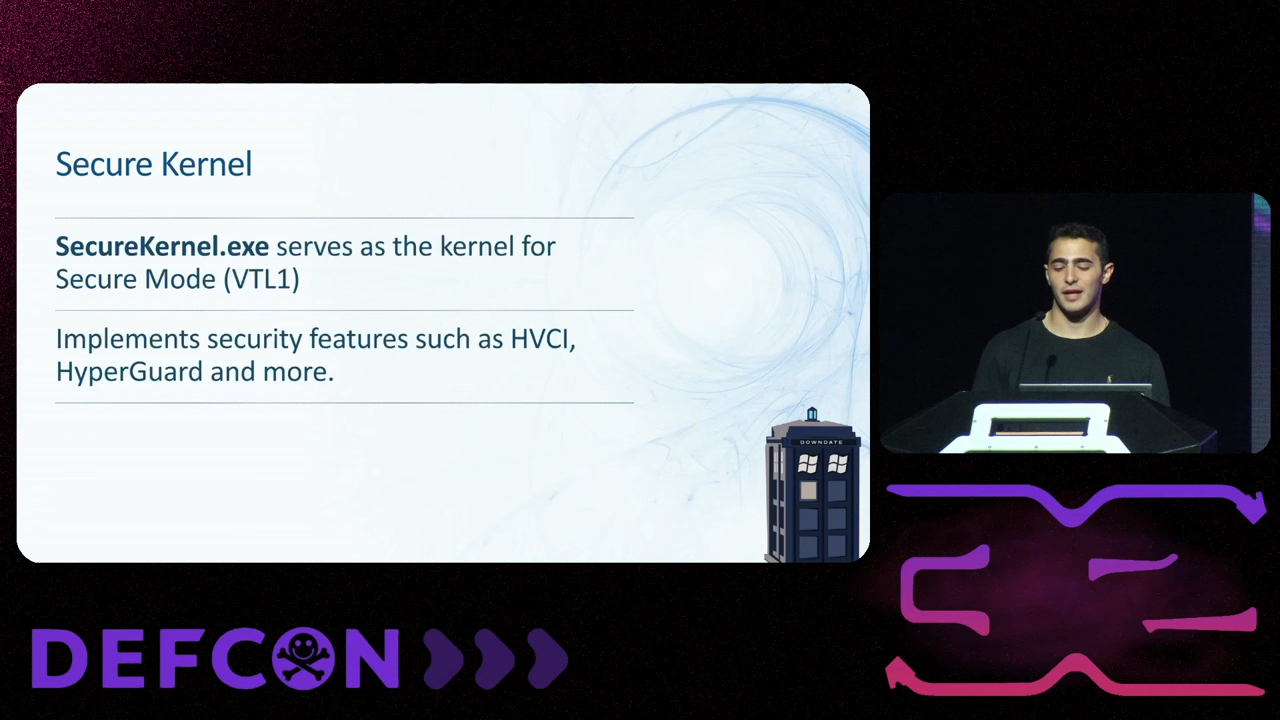 Secure Kernel
SecureKernel.exe serves as the kernel for
Secure Mode (VTL1)
Implements security features such as HVCI,
HyperGuard and more.
DOWNDATE
DEFCON